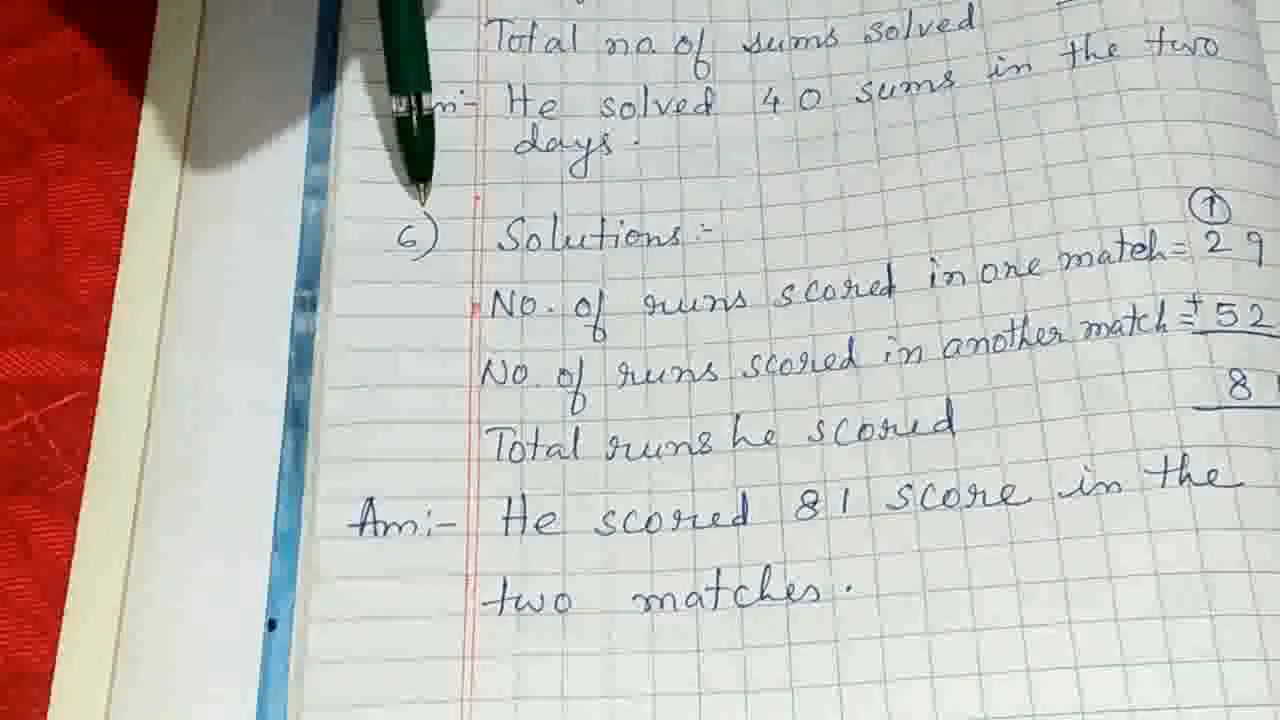 Total no of sums solved
He solved 40 sums in the two
days.
6) Solutions:-
①
No. of runs scored in one match = 29
No. of runs scored in another match = + 52
8
Total runs he scored
Ans:- He scored 81 score in the
two matches.